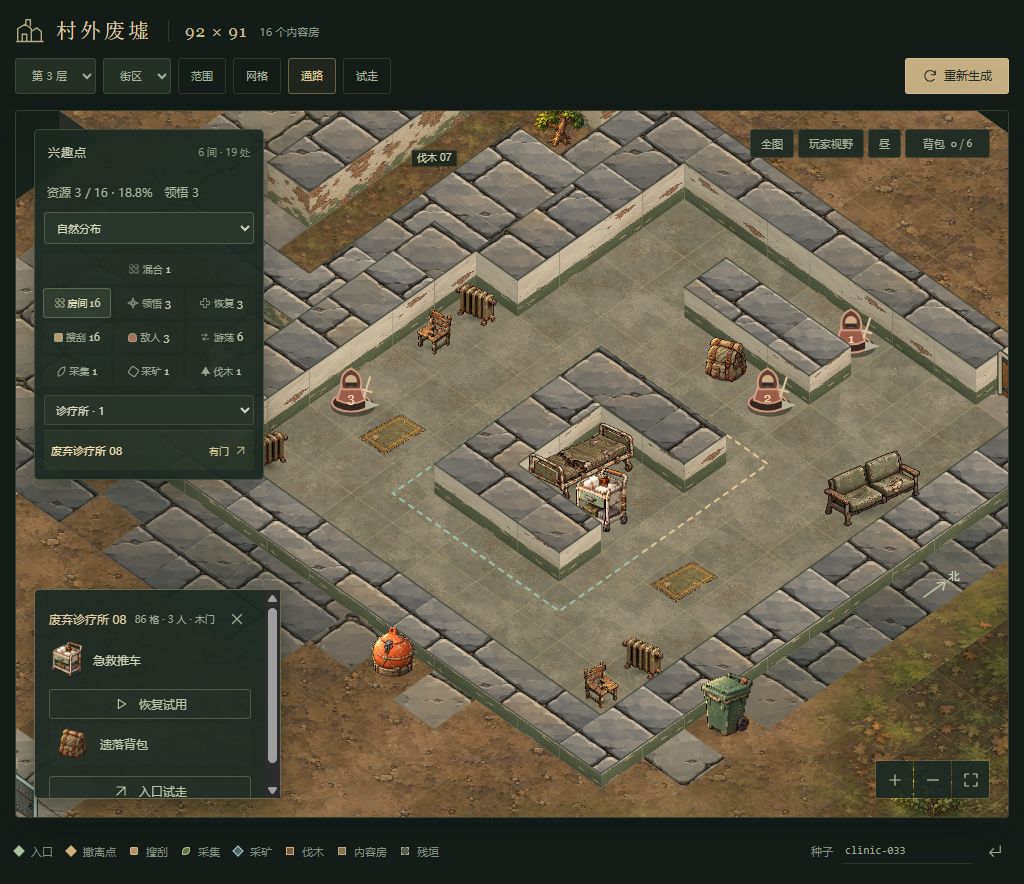 村外废墟 92 × 91 16 个内容房
第 3 层 街区 范围 网格 通路 试走 重新生成
兴趣点 6 间 · 19 处
资源 3 / 16 · 18.8% 领悟 3
自然分布
混合 1
房间 16 领悟 3 恢复 3
搜刮 16 敌人 3 游荡 6
采集 1 采矿 1 伐木 1
诊疗所 · 1
废弃诊疗所 08 有门
伐木 07
全图 玩家视野 昼 背包 0 / 6
1
2
3
北
废弃诊疗所 08 86 格 · 3 人 · 木门
急救推车
恢复试用
遗落背包
入口试走
入口 撤离点 搜刮 采集 采矿 伐木 内容房 残垣
种子 clinic-033